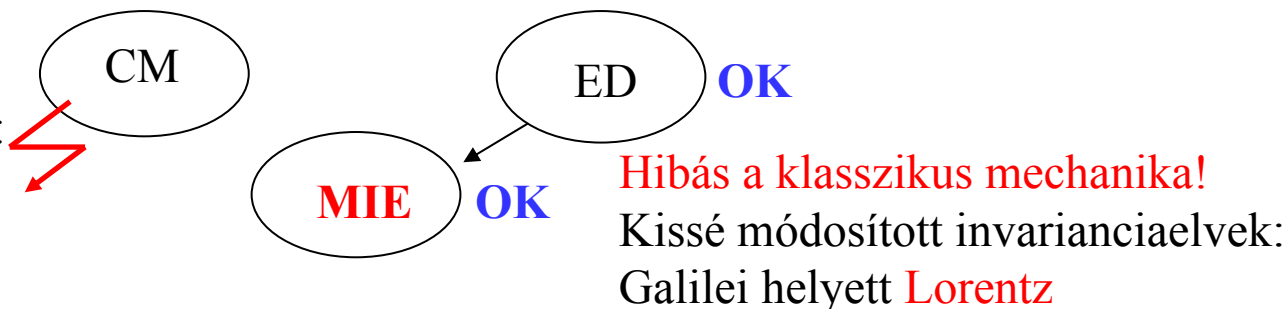 CM
ED OK
:
MIE OK
Hibás a klasszikus mechanika!
Kissé módosított invarianciaelvek:
Galilei helyett Lorentz